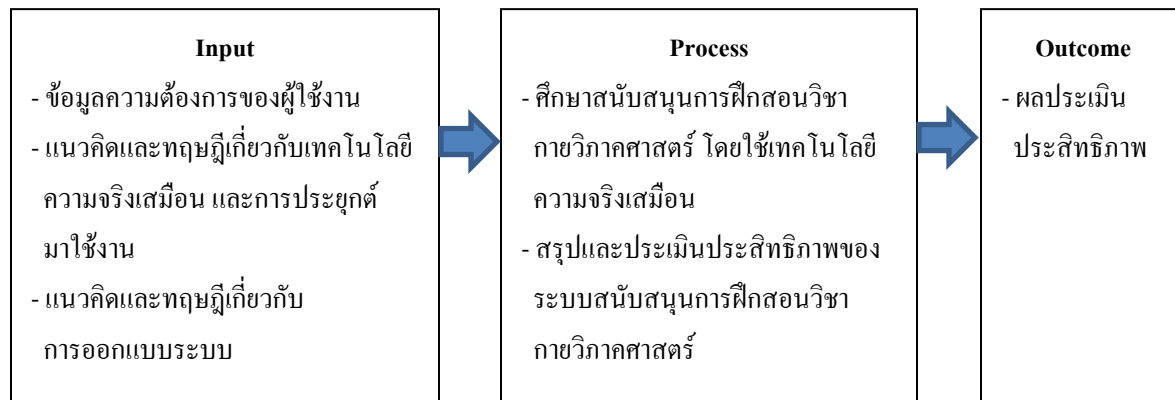 Input
- ข้อมูลความต้องการของผู้ใช้งาน
- แนวคิดและทฤษฎีเกี่ยวกับเทคโนโลยี
ความจริงเสมือน และการประยุกต์
มาใช้งาน
- แนวคิดและทฤษฎีเกี่ยวกับ
การออกแบบระบบ
Process
- ศึกษาสนับสนุนการฝึกสอนวิชา
กายวิภาคศาสตร์ โดยใช้เทคโนโลยี
ความจริงเสมือน
- สรุปและประเมินประสิทธิภาพของ
ระบบสนับสนุนการฝึกสอนวิชา
กายวิภาคศาสตร์
Outcome
- ผลประเมิน
ประสิทธิภาพ